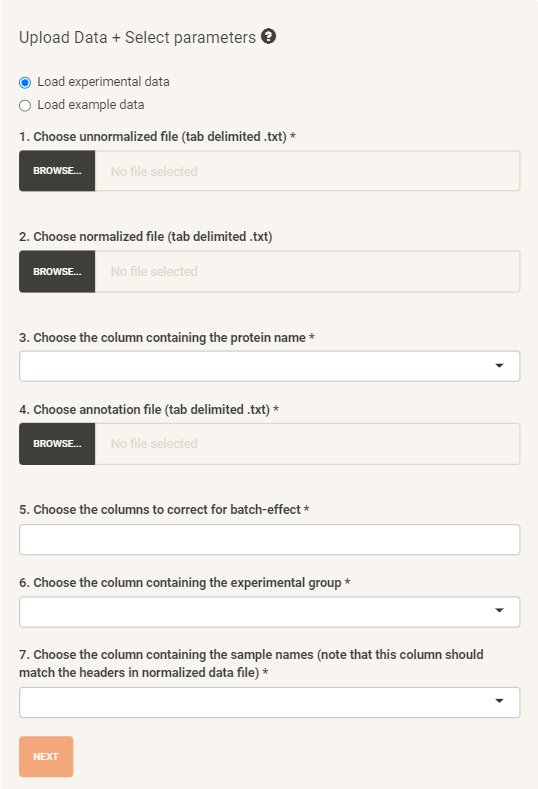 Upload Data + Select parameters ?
Load experimental data
Load example data
1. Choose unnormalized file (tab delimited .txt) *
BROWSE... No file selected
2. Choose normalized file (tab delimited .txt)
BROWSE... No file selected
3. Choose the column containing the protein name *
4. Choose annotation file (tab delimited .txt) *
BROWSE... No file selected
5. Choose the columns to correct for batch-effect *
6. Choose the column containing the experimental group *
7. Choose the column containing the sample names (note that this column should
match the headers in normalized data file) *
NEXT